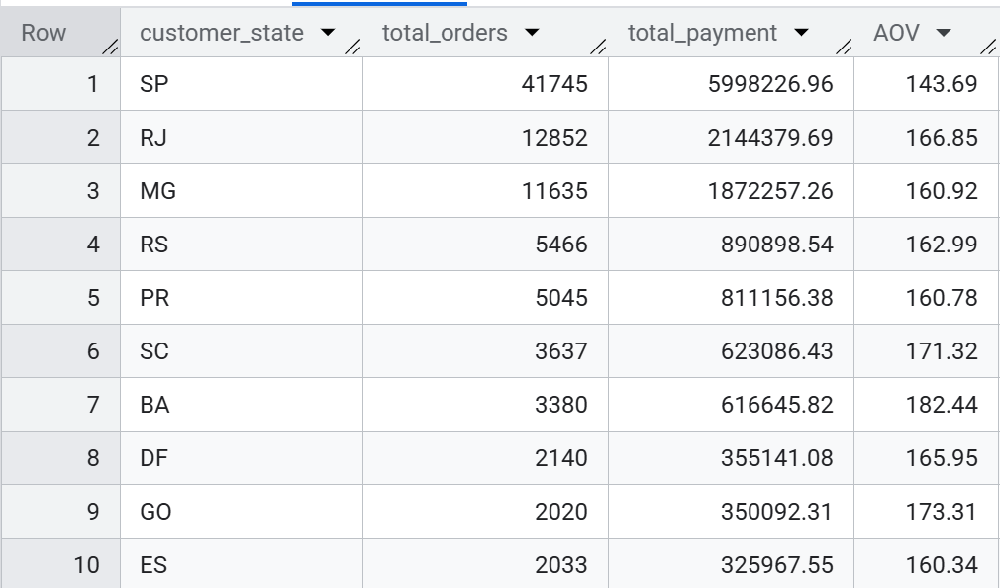 Row customer_state total_orders total_payment AOV
1 SP 41745 5998226.96 143.69
2 RJ 12852 2144379.69 166.85
3 MG 11635 1872257.26 160.92
4 RS 5466 890898.54 162.99
5 PR 5045 811156.38 160.78
6 SC 3637 623086.43 171.32
7 BA 3380 616645.82 182.44
8 DF 2140 355141.08 165.95
9 GO 2020 350092.31 173.31
10 ES 2033 325967.55 160.34